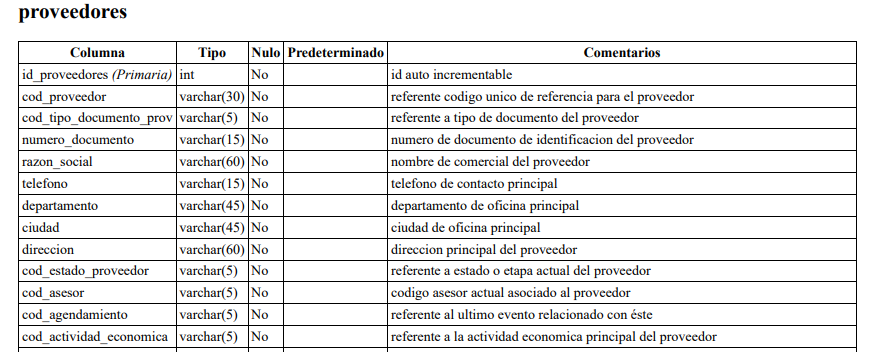 proveedores
Columna Tipo Nulo Predeterminado Comentarios
id_proveedores (Primaria) int No id auto incrementable
cod_proveedor varchar(30) No referente codigo unico de referencia para el proveedor
cod_tipo_documento_prov varchar(5) No referente a tipo de documento del proveedor
numero_documento varchar(15) No numero de documento de identificacion del proveedor
razon_social varchar(60) No nombre de comercial del proveedor
telefono varchar(15) No telefono de contacto principal
departamento varchar(45) No departamento de oficina principal
ciudad varchar(45) No ciudad de oficina principal
direccion varchar(60) No direccion principal del proveedor
cod_estado_proveedor varchar(5) No referente a estado o etapa actual del proveedor
cod_asesor varchar(5) No codigo asesor actual asociado al proveedor
cod_agendamiento varchar(5) No referente al ultimo evento relacionado con éste
cod_actividad_economica varchar(5) No referente a la actividad economica principal del proveedor